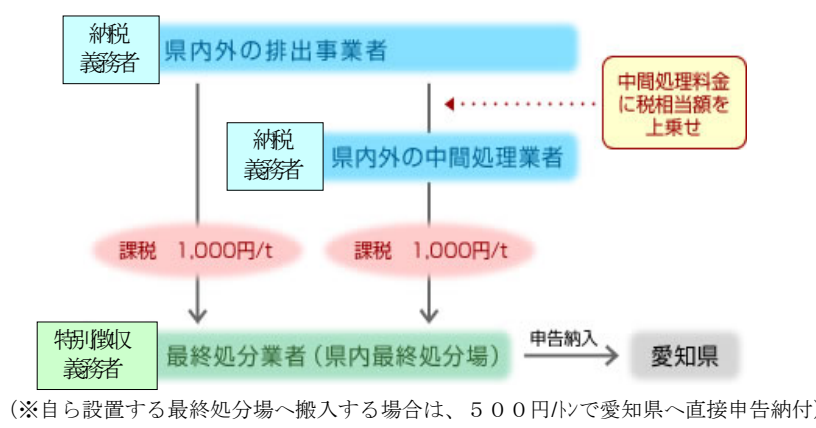 納税
義務者
県内外の排出事業者
中間処理料金
に税相当額を
上乗せ
納税
義務者
県内外の中間処理業者
課税　1,000円/t
課税　1,000円/t
特別徴収
義務者
最終処分業者（県内最終処分場）
申告納入
愛知県
(※自ら設置する最終処分場へ搬入する場合は、５００円/㌧で愛知県へ直接申告納付)